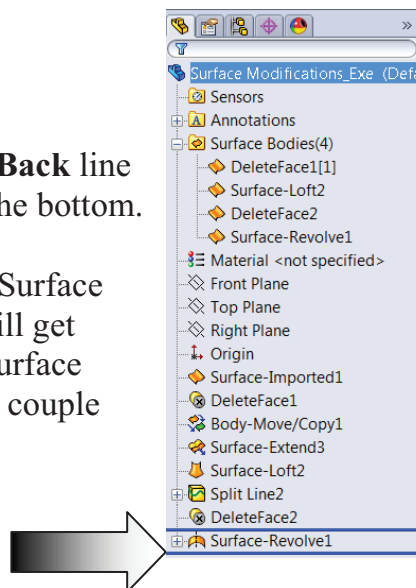 Back line
he bottom.
Surface
ill get
urface
couple
»
Surface Modifications_Exe (Defa
Sensors
A Annotations
Surface Bodies(4)
DeleteFace1[1]
Surface-Loft2
DeleteFace2
Surface-Revolve1
Material <not specified>
Front Plane
Top Plane
Right Plane
Origin
Surface-Imported1
DeleteFace1
Body-Move/Copy1
Surface-Extend3
Surface-Loft2
Split Line2
DeleteFace2
Surface-Revolve1